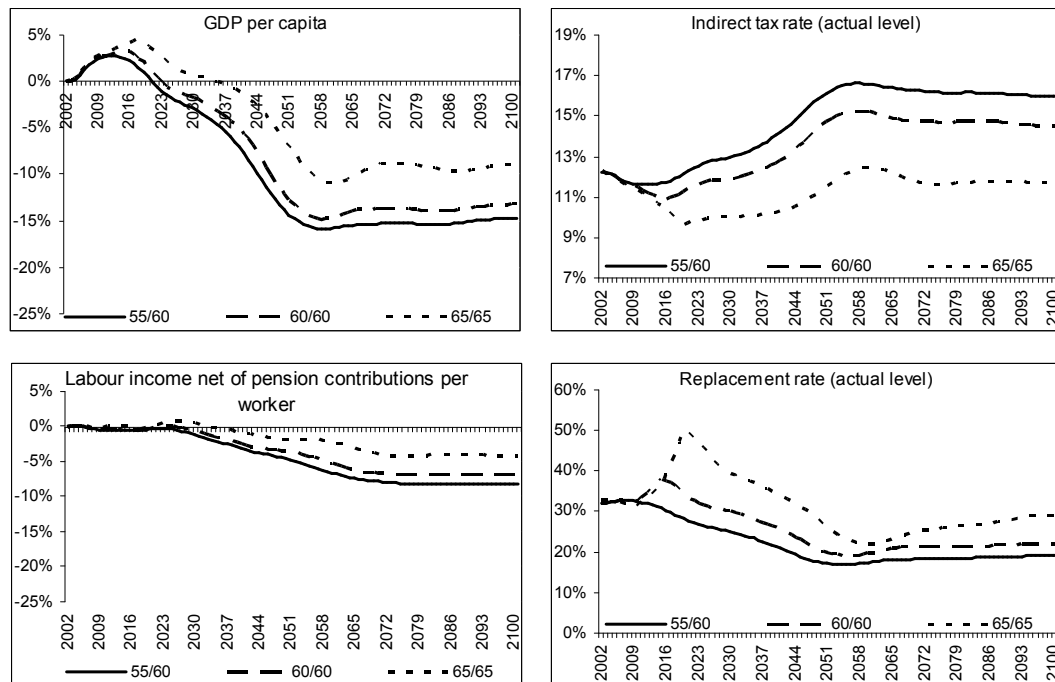 GDP per capita
5%
0%
-5%
-10%
-15%
-20%
-25%
2002 2009 2016 2023 2030 2037 2044 2051 2058 2065 2072 2079 2086 2093 2100
55/60 60/60 65/65
Indirect tax rate (actual level)
19%
17%
15%
13%
11%
9%
7%
55/60 60/60 65/65
2002 2009 2016 2023 2030 2037 2044 2051 2058 2065 2072 2079 2086 2093 2100
Labour income net of pension contributions per
worker
5%
0%
-5%
-10%
-15%
-20%
-25%
2002 2009 2016 2023 2030 2037 2044 2051 2058 2065 2072 2079 2086 2093 2100
55/60 60/60 65/65
Replacement rate (actual level)
60%
50%
40%
30%
20%
10%
0%
55/60 60/60 65/65
2002 2009 2016 2023 2030 2037 2044 2051 2058 2065 2072 2079 2086 2093 2100